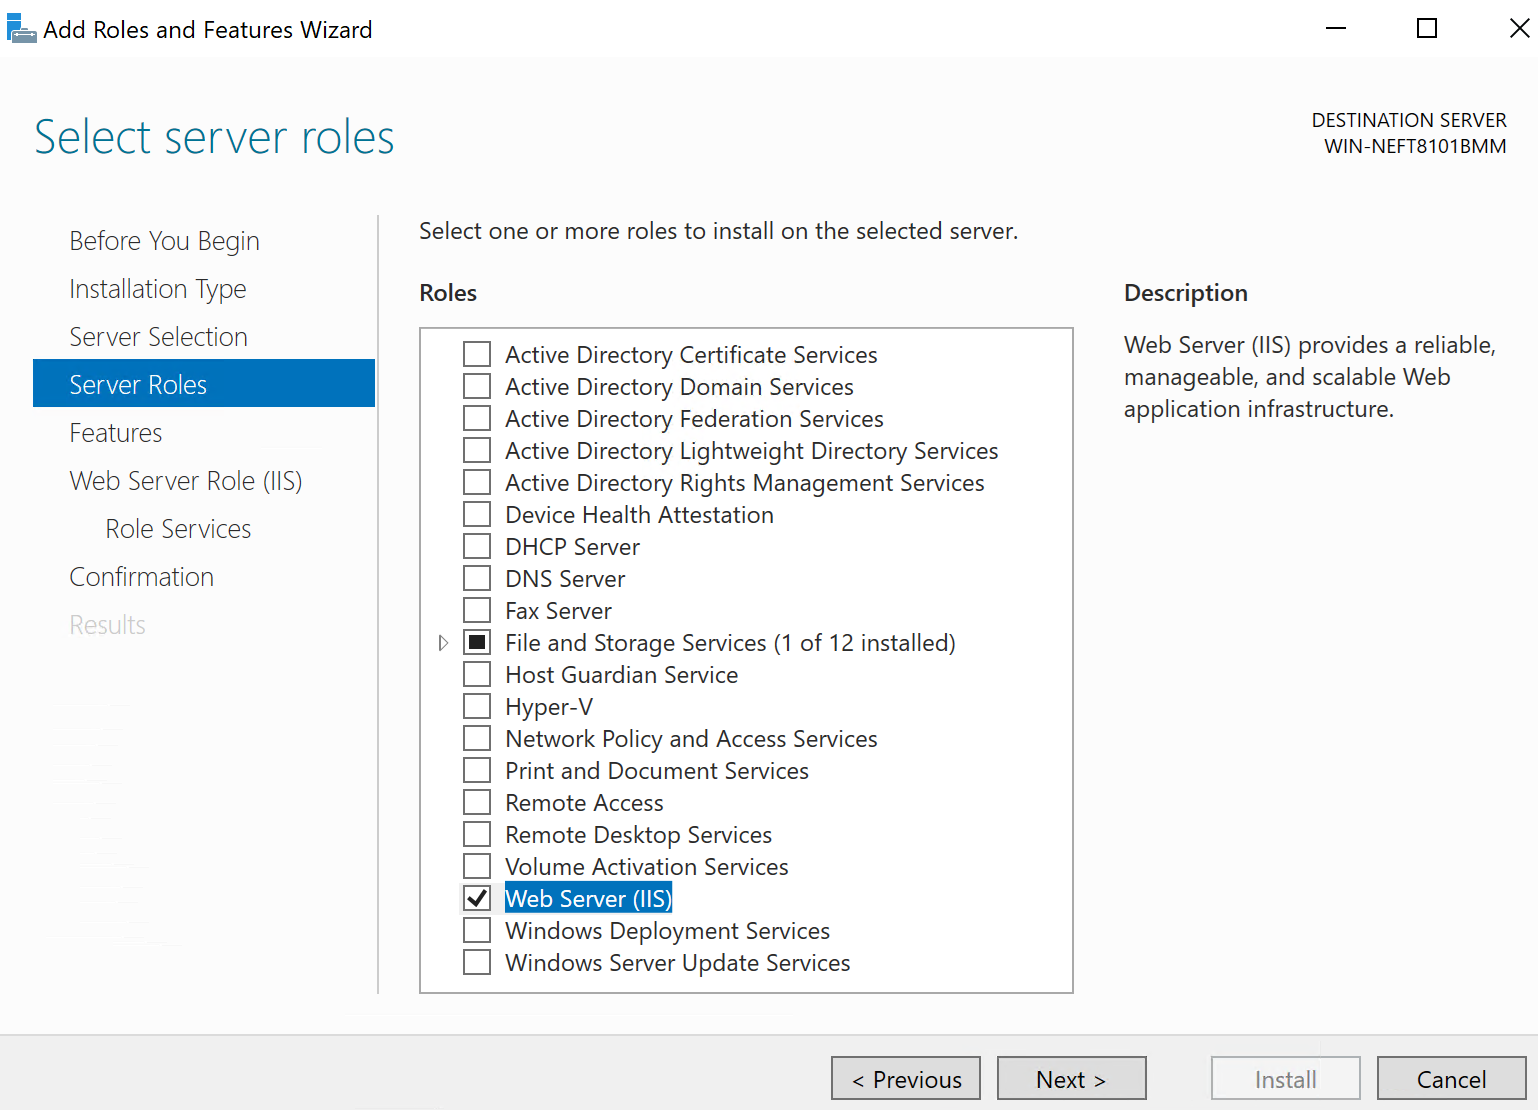 Add Roles and Features Wizard
Select server roles
DESTINATION SERVER
WIN-NEFT8101BMM
Before You Begin
Installation Type
Server Selection
Server Roles
Features
Web Server Role (IIS)
Role Services
Confirmation
Results
Select one or more roles to install on the selected server.
Roles
Active Directory Certificate Services
Active Directory Domain Services
Active Directory Federation Services
Active Directory Lightweight Directory Services
Active Directory Rights Management Services
Device Health Attestation
DHCP Server
DNS Server
Fax Server
File and Storage Services (1 of 12 installed)
Host Guardian Service
Hyper-V
Network Policy and Access Services
Print and Document Services
Remote Access
Remote Desktop Services
Volume Activation Services
Web Server (IIS)
Windows Deployment Services
Windows Server Update Services
Description
Web Server (IIS) provides a reliable,
manageable, and scalable Web
application infrastructure.
< Previous
Next >
Install
Cancel